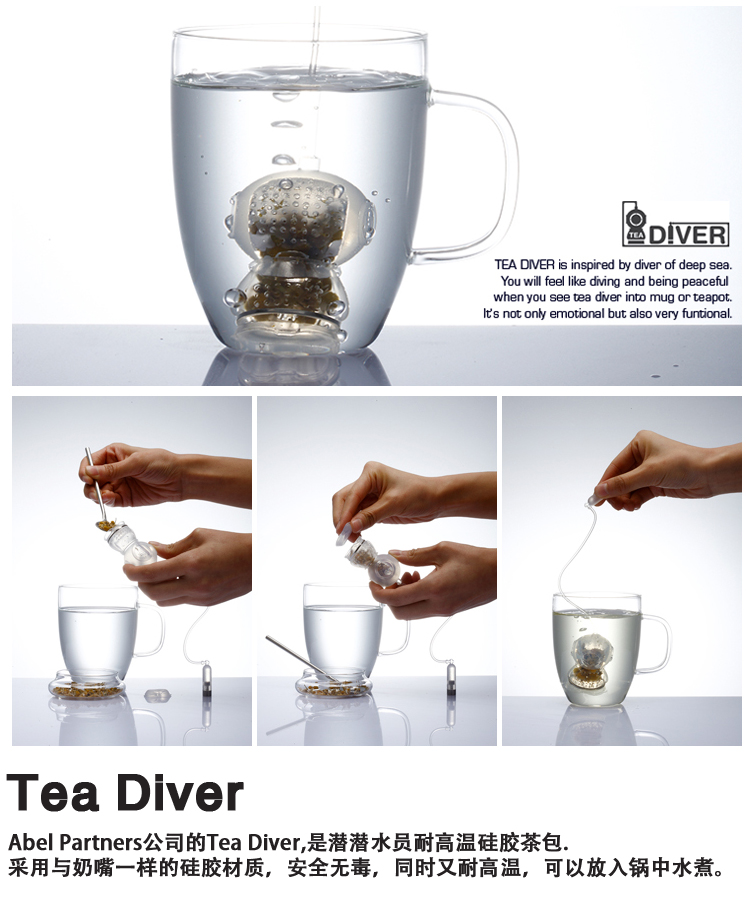 TEA DIVER
TEA DIVER is inspired by diver of deep sea.
You will feel like diving and being peaceful
when you see tea diver into mug or teapot.
It's not only emotional but also very funtional.
Tea Diver
Abel Partners公司的Tea Diver,是潜潜水员耐高温硅胶茶包.
采用与奶嘴一样的硅胶材质，安全无毒，同时又耐高温，可以放入锅中水煮。